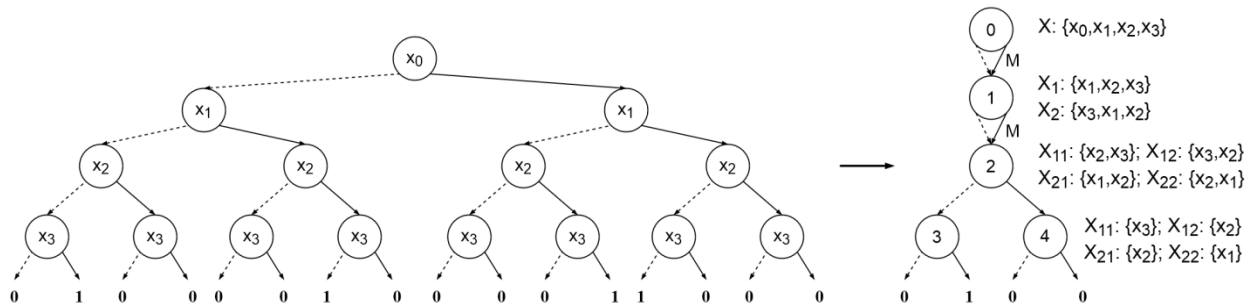 x₀
x₁ x₁
x₂ x₂ x₂ x₂
x₃ x₃ x₃ x₃ x₃ x₃ x₃ x₃
0 1 0 0 0 1 0 0 0 0 1 1 0 0 0
0 X: {x₀,x₁,x₂,x₃}
M
1 X₁: {x₁,x₂,x₃}
X₂: {x₃,x₁,x₂}
M
2 X₁₁: {x₂,x₃}; X₁₂: {x₃,x₂}
X₂₁: {x₁,x₂}; X₂₂: {x₂,x₁}
3 4 X₁₁: {x₃}; X₁₂: {x₂}
X₂₁: {x₂}; X₂₂: {x₁}
0 1 0 0